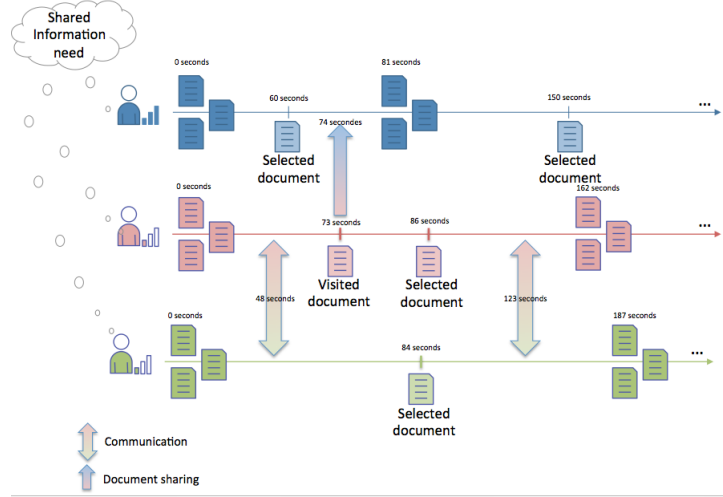 Shared
Information
need
0 seconds
81 seconds
60 seconds
150 seconds
...
74 secondes
Selected
document
Selected
document
0 seconds
162 seconds
73 seconds
86 seconds
...
Visited
document
Selected
document
48 seconds
123 seconds
0 seconds
187 seconds
84 seconds
...
Selected
document
Communication
Document sharing